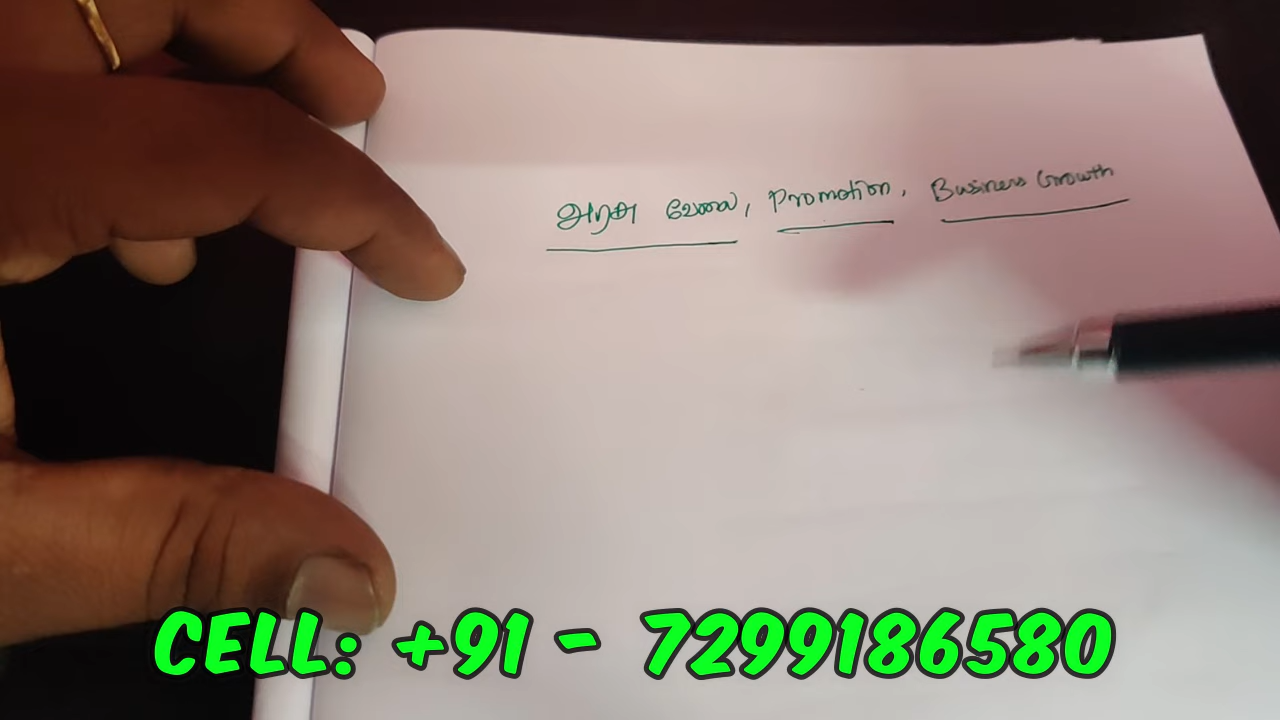 அரசு வேலை, Promotion, Business Growth
CELL: +91 - 7299186580